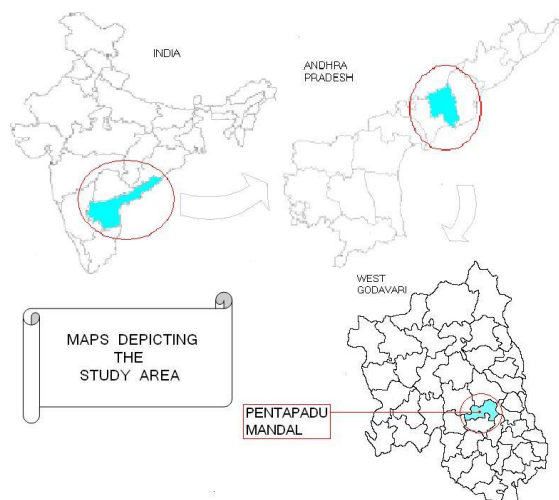 INDIA
ANDHRA
PRADESH
WEST
GODAVARI
MAPS DEPICTING
THE
STUDY AREA
PENTAPADU
MANDAL